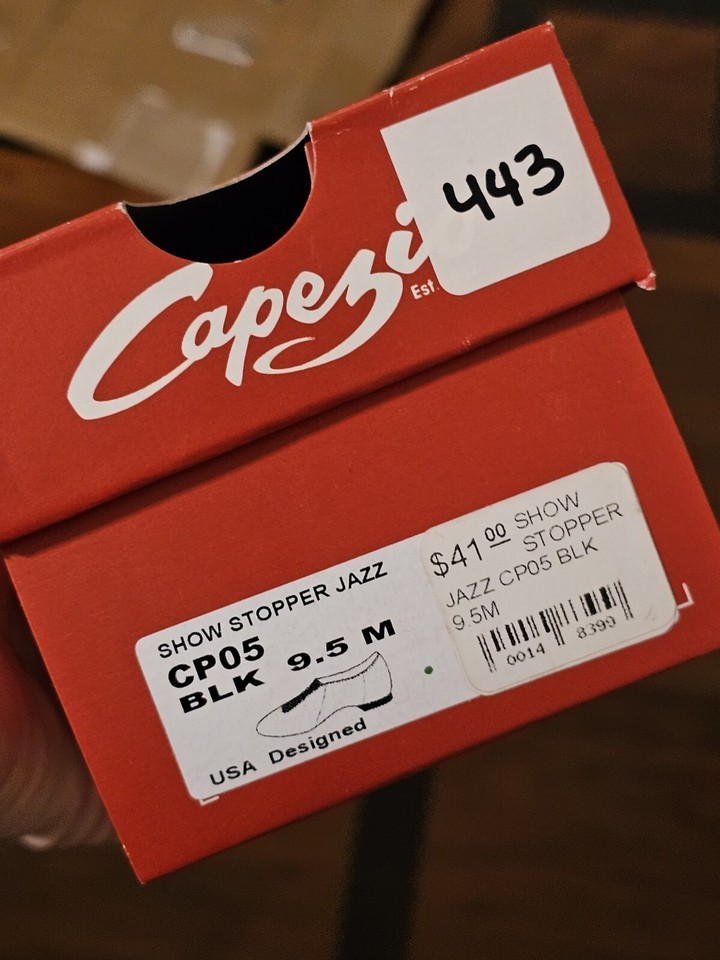 443
Capezi
Est.
SHOW STOPPER JAZZ
CP05
BLK 9.5 M
USA Designed
$41.00 SHOW
STOPPER
JAZZ CP05 BLK
9.5M
0014 8399